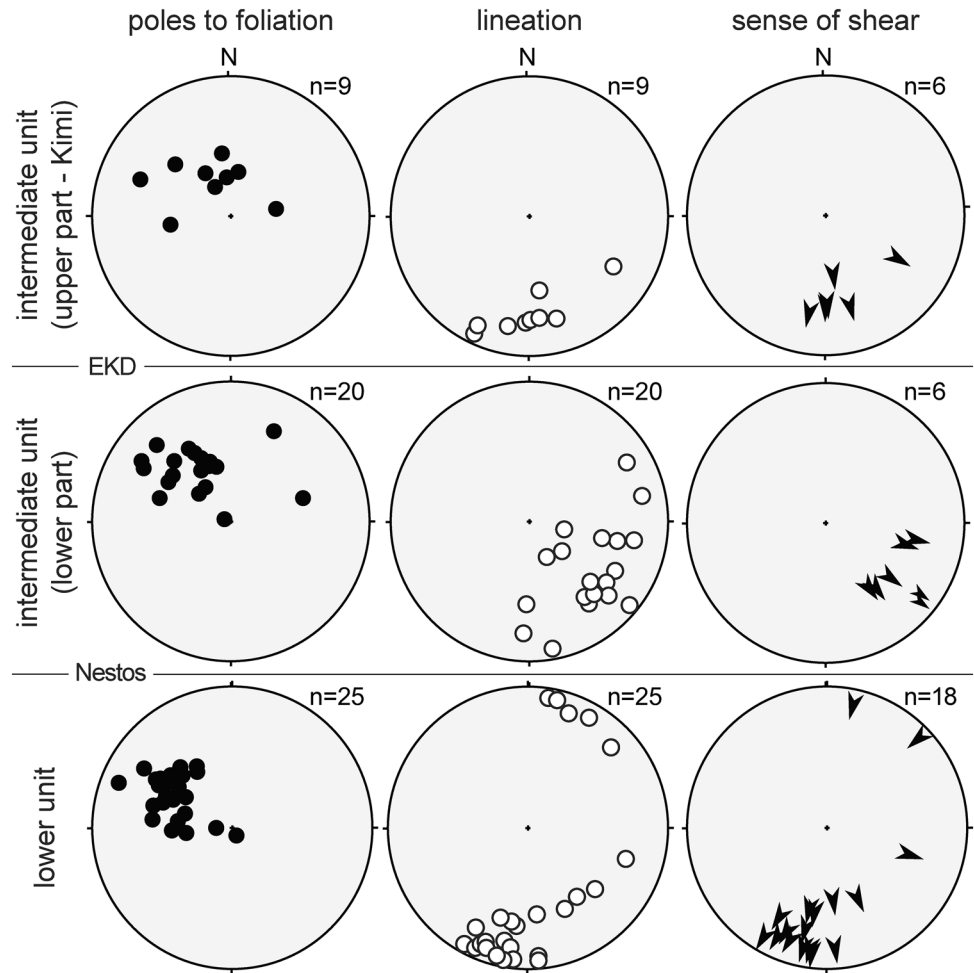 poles to foliation lineation sense of shear
N N N
n=9 n=9 n=6
intermediate unit
(upper part - Kimi)
EKD
n=20 n=20 n=6
intermediate unit
(lower part)
Nestos
n=25 n=25 n=18
lower unit